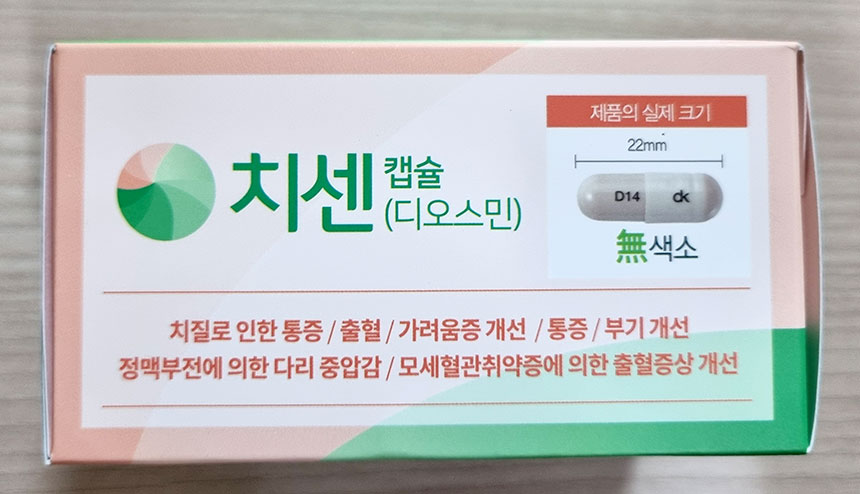 치센 캡슐
(디오스민)
제품의 실제 크기
22mm
D14 dk
無색소
치질로 인한 통증 / 출혈 / 가려움증 개선 / 통증 / 부기 개선
정맥부전에 의한 다리 중압감 / 모세혈관취약증에 의한 출혈증상 개선